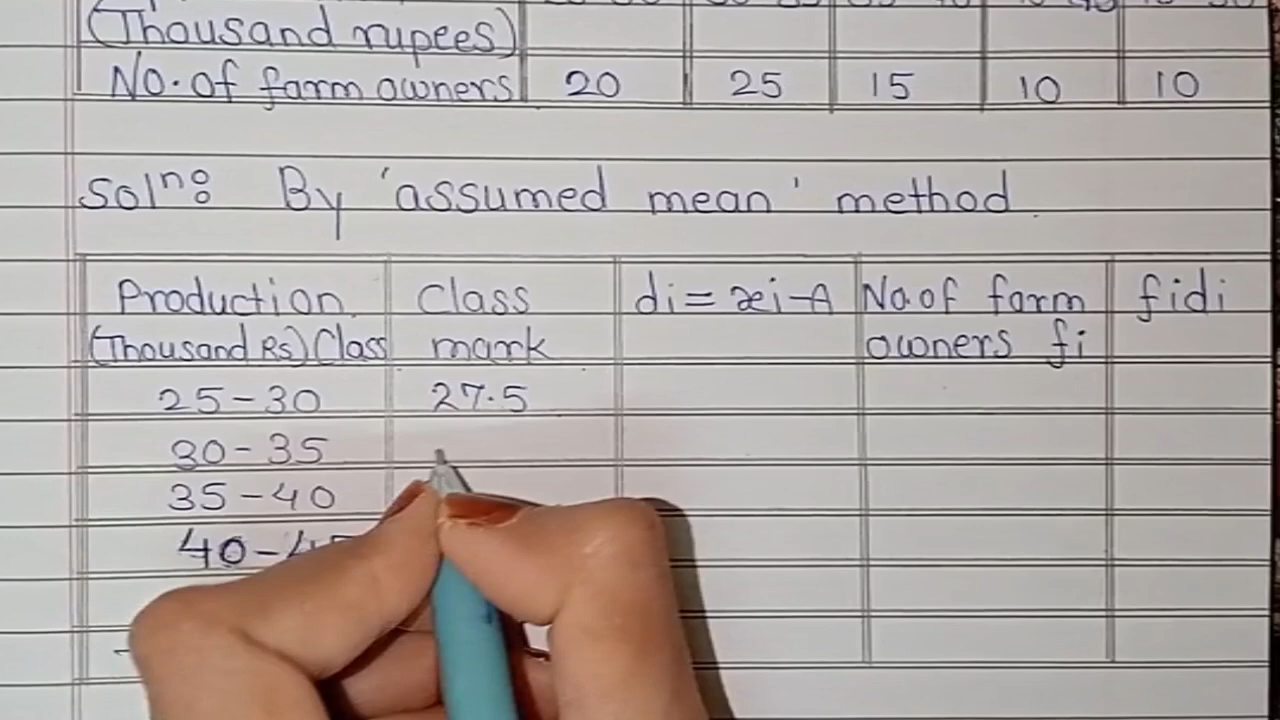 (Thousand rupees)
No. of farm owners 20 25 15 10 10
Solⁿ: By 'assumed mean' method.
Production Class di = xi-A No. of farm fidi
(Thousand Rs) Class mark owners fi
25-30 27.5
30-35
35-40
40-